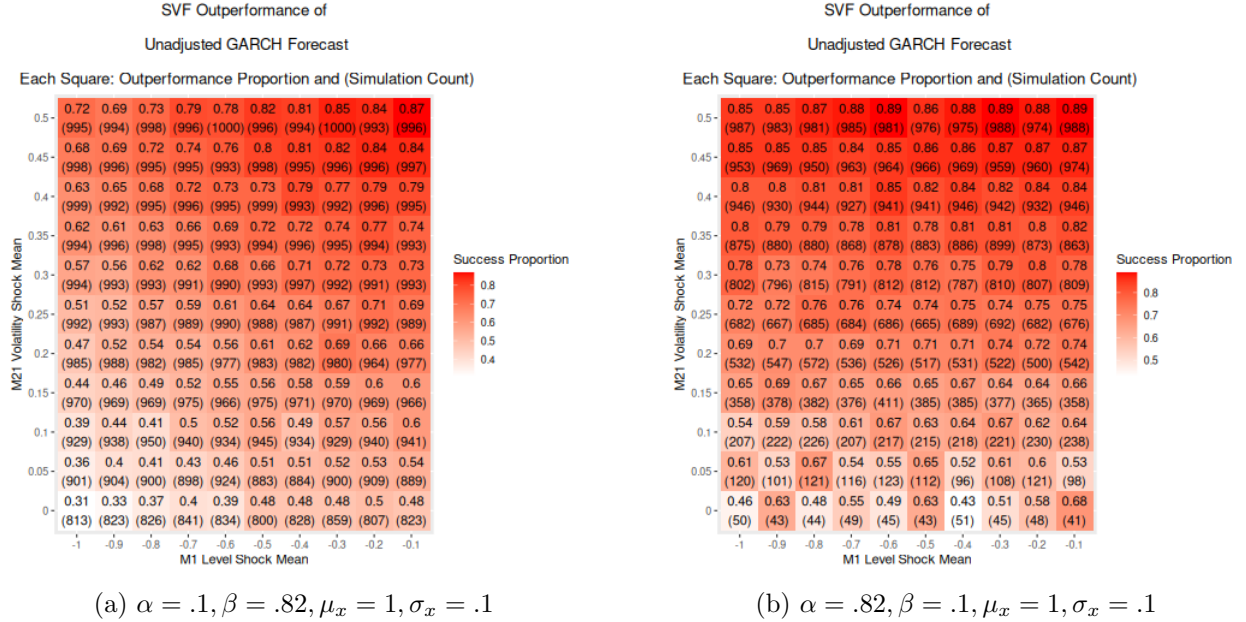 SVF Outperformance of
Unadjusted GARCH Forecast
Each Square: Outperformance Proportion and (Simulation Count)
0.5
0.72 0.69 0.73 0.79 0.78 0.82 0.81 0.85 0.84 0.87
(995) (994) (998) (996) (1000) (996) (994) (1000) (993) (996)
0.45
0.68 0.69 0.72 0.74 0.76 0.8 0.81 0.82 0.84 0.84
(998) (996) (995) (995) (993) (998) (995) (996) (996) (997)
0.4
0.63 0.65 0.68 0.72 0.73 0.73 0.79 0.77 0.79 0.79
(999) (992) (995) (996) (995) (999) (993) (992) (996) (995)
0.35
0.62 0.61 0.63 0.66 0.69 0.72 0.72 0.74 0.77 0.74
(994) (996) (998) (995) (993) (994) (996) (995) (994) (993)
0.3
0.57 0.56 0.62 0.62 0.68 0.66 0.71 0.72 0.73 0.73
(994) (993) (993) (991) (990) (993) (997) (992) (991) (993)
0.25
0.51 0.52 0.57 0.59 0.61 0.64 0.64 0.67 0.71 0.69
(992) (993) (987) (989) (990) (988) (987) (991) (992) (989)
0.2
0.47 0.52 0.54 0.54 0.56 0.61 0.62 0.69 0.66 0.66
(985) (988) (982) (985) (977) (983) (982) (980) (964) (977)
0.15
0.44 0.46 0.49 0.52 0.55 0.56 0.58 0.59 0.6 0.6
(970) (969) (969) (975) (966) (975) (971) (970) (969) (966)
0.1
0.39 0.44 0.41 0.5 0.52 0.56 0.49 0.57 0.56 0.6
(929) (938) (950) (940) (934) (945) (934) (929) (940) (941)
0.05
0.36 0.4 0.41 0.43 0.46 0.51 0.51 0.52 0.53 0.54
(901) (904) (900) (898) (924) (883) (884) (900) (909) (889)
0
0.31 0.33 0.37 0.4 0.39 0.48 0.48 0.48 0.5 0.48
(813) (823) (826) (841) (834) (800) (828) (859) (807) (823)
-1 -0.9 -0.8 -0.7 -0.6 -0.5 -0.4 -0.3 -0.2 -0.1
M1 Level Shock Mean
M21 Volatility Shock Mean
Success Proportion
0.8
0.7
0.6
0.5
0.4
(a) α = .1, β = .82, μx = 1, σx = .1
SVF Outperformance of
Unadjusted GARCH Forecast
Each Square: Outperformance Proportion and (Simulation Count)
0.5
0.85 0.85 0.87 0.88 0.89 0.86 0.88 0.89 0.88 0.89
(987) (983) (981) (985) (981) (976) (975) (988) (974) (988)
0.45
0.85 0.85 0.84 0.86 0.85 0.86 0.86 0.87 0.87 0.87
(953) (969) (950) (963) (964) (966) (969) (959) (960) (974)
0.4
0.8 0.8 0.81 0.81 0.85 0.82 0.84 0.82 0.84 0.84
(946) (930) (944) (927) (941) (941) (946) (942) (932) (946)
0.35
0.8 0.79 0.79 0.78 0.81 0.78 0.81 0.81 0.8 0.82
(875) (880) (880) (868) (878) (883) (886) (899) (873) (863)
0.3
0.78 0.73 0.74 0.76 0.78 0.76 0.75 0.79 0.8 0.78
(802) (796) (815) (791) (812) (812) (787) (810) (807) (809)
0.25
0.72 0.72 0.76 0.76 0.74 0.74 0.75 0.74 0.75 0.75
(682) (667) (685) (684) (686) (665) (689) (692) (682) (676)
0.2
0.69 0.7 0.7 0.69 0.71 0.71 0.71 0.74 0.72 0.74
(532) (547) (572) (536) (526) (517) (531) (522) (500) (542)
0.15
0.65 0.69 0.67 0.65 0.66 0.65 0.67 0.64 0.64 0.66
(358) (378) (382) (376) (411) (385) (385) (377) (365) (358)
0.1
0.54 0.59 0.58 0.61 0.67 0.63 0.64 0.67 0.62 0.64
(207) (222) (226) (207) (217) (215) (218) (221) (230) (238)
0.05
0.61 0.53 0.67 0.54 0.55 0.65 0.52 0.61 0.6 0.53
(120) (101) (121) (116) (123) (112) (96) (108) (121) (98)
0
0.46 0.63 0.48 0.55 0.49 0.63 0.43 0.51 0.58 0.68
(50) (43) (44) (49) (45) (43) (51) (45) (48) (41)
-1 -0.9 -0.8 -0.7 -0.6 -0.5 -0.4 -0.3 -0.2 -0.1
M1 Level Shock Mean
M21 Volatility Shock Mean
Success Proportion
0.8
0.7
0.6
0.5
(b) α = .82, β = .1, μx = 1, σx = .1